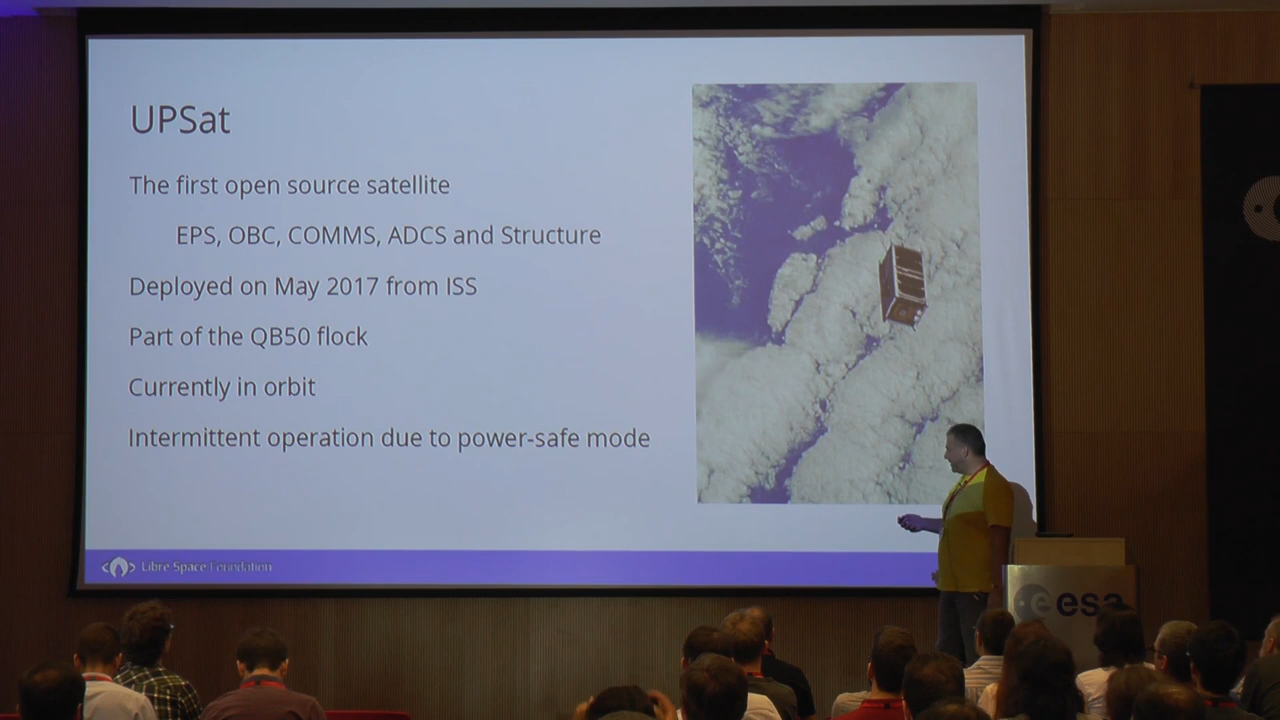 UPSat
The first open source satellite
EPS, OBC, COMMS, ADCS and Structure
Deployed on May 2017 from ISS
Part of the QB50 flock
Currently in orbit
Intermittent operation due to power-safe mode
Libre Space Foundation
esa